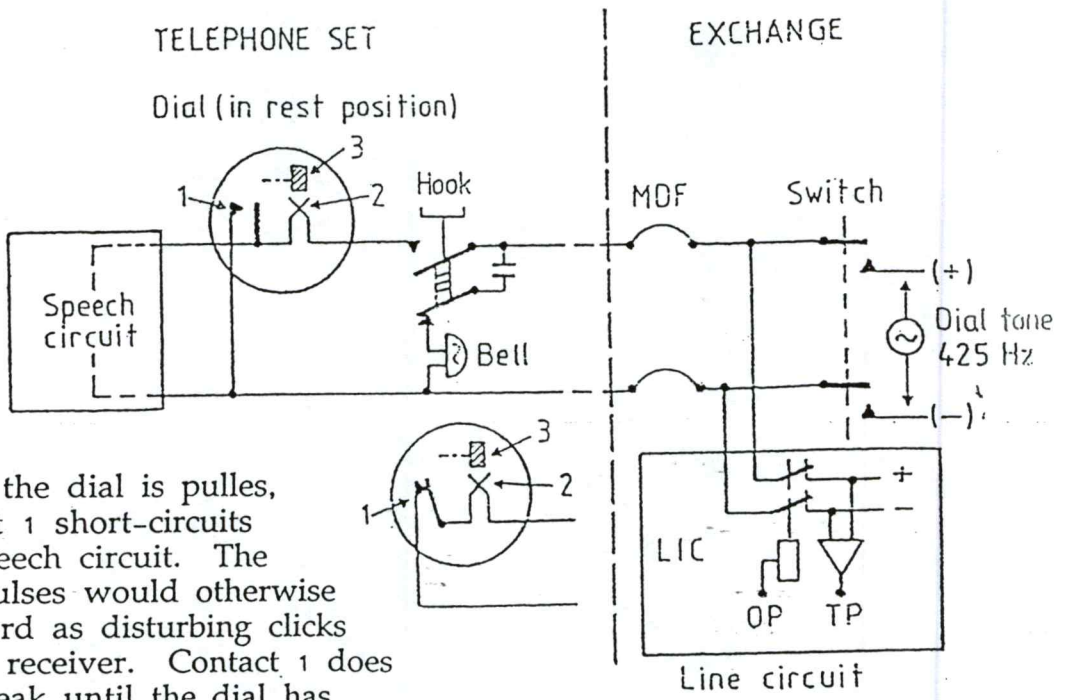 TELEPHONE SET
EXCHANGE
Dial (in rest position)
3
1
2
Hook
MDF
Switch
(÷)
Speech
circuit
Dial tone
425 Hz
Bell
(—)
3
1
2
÷
—
LIC
OP
TP
Line circuit
the dial is pulles,
1 short-circuits
eech circuit. The
ulses would otherwise
rd as disturbing clicks
receiver. Contact 1 does
until the dial has